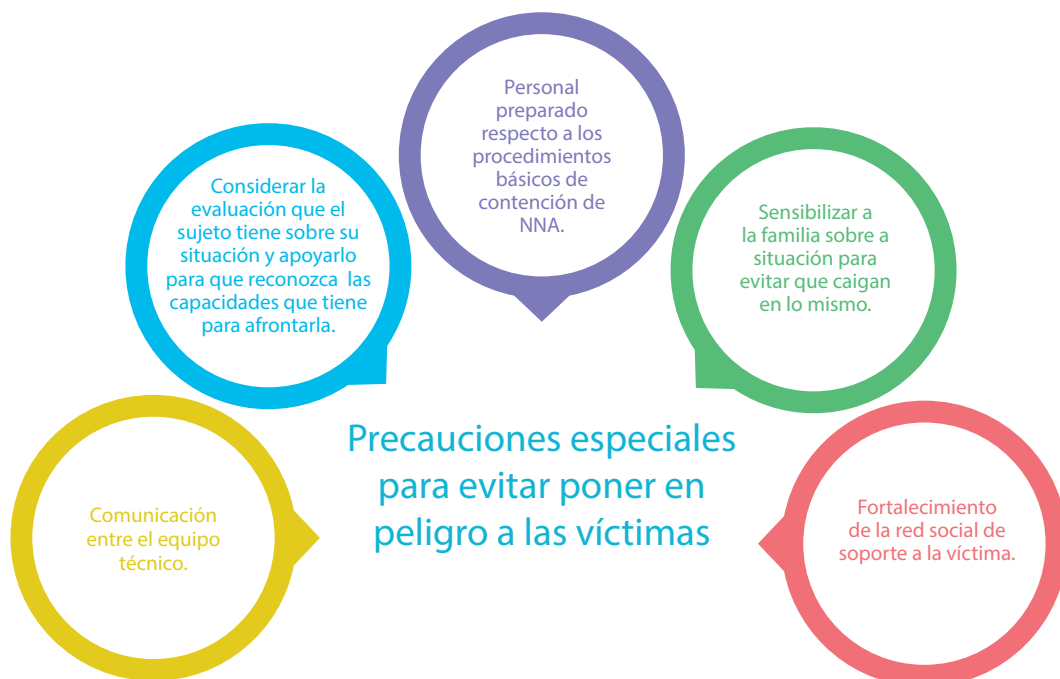 Personal
preparado
respecto a los
procedimientos
básicos de
contención de
NNA.
Considerar la
evaluación que el
sujeto tiene sobre su
situación y apoyarlo
para que reconozca las
capacidades que tiene
para afrontarla.
Sensibilizar a
la familia sobre a
situación para
evitar que caigan
en lo mismo.
Precauciones especiales
para evitar poner en
peligro a las víctimas
Comunicación
entre el equipo
técnico.
Fortalecimiento
de la red social de
soporte a la víctima.